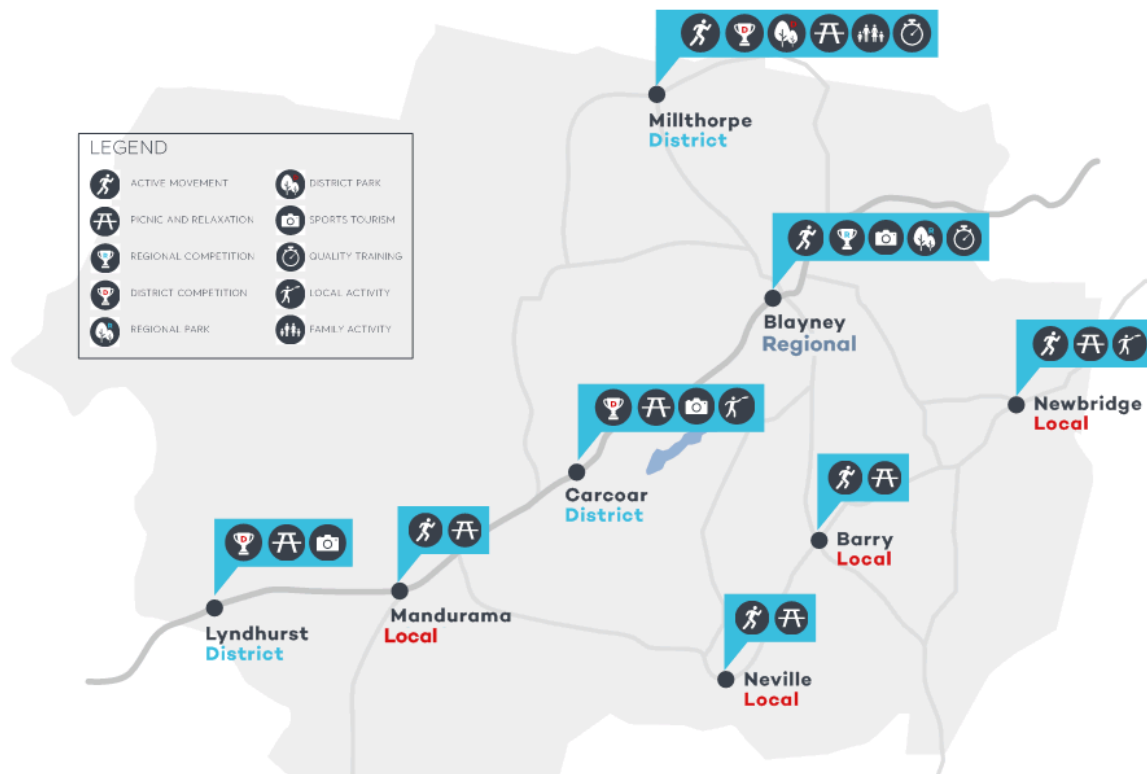 LEGEND
ACTIVE MOVEMENT
PICNIC AND RELAXATION
REGIONAL COMPETITION
DISTRICT COMPETITION
REGIONAL PARK
DISTRICT PARK
SPORTS TOURISM
QUALITY TRAINING
LOCAL ACTIVITY
FAMILY ACTIVITY
R
D
R
D
D
Millthorpe
District
R
R
Blayney
Regional
Newbridge
Local
D
Carcoar
District
Barry
Local
D
Lyndhurst
District
Mandurama
Local
Neville
Local